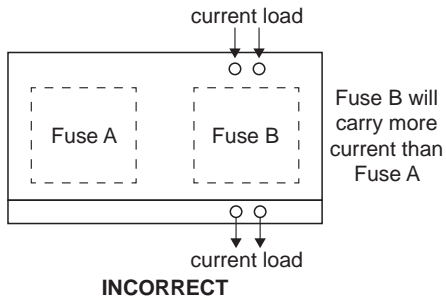 current load
Fuse A
Fuse B
Fuse B will
carry more
current than
Fuse A
current load
INCORRECT